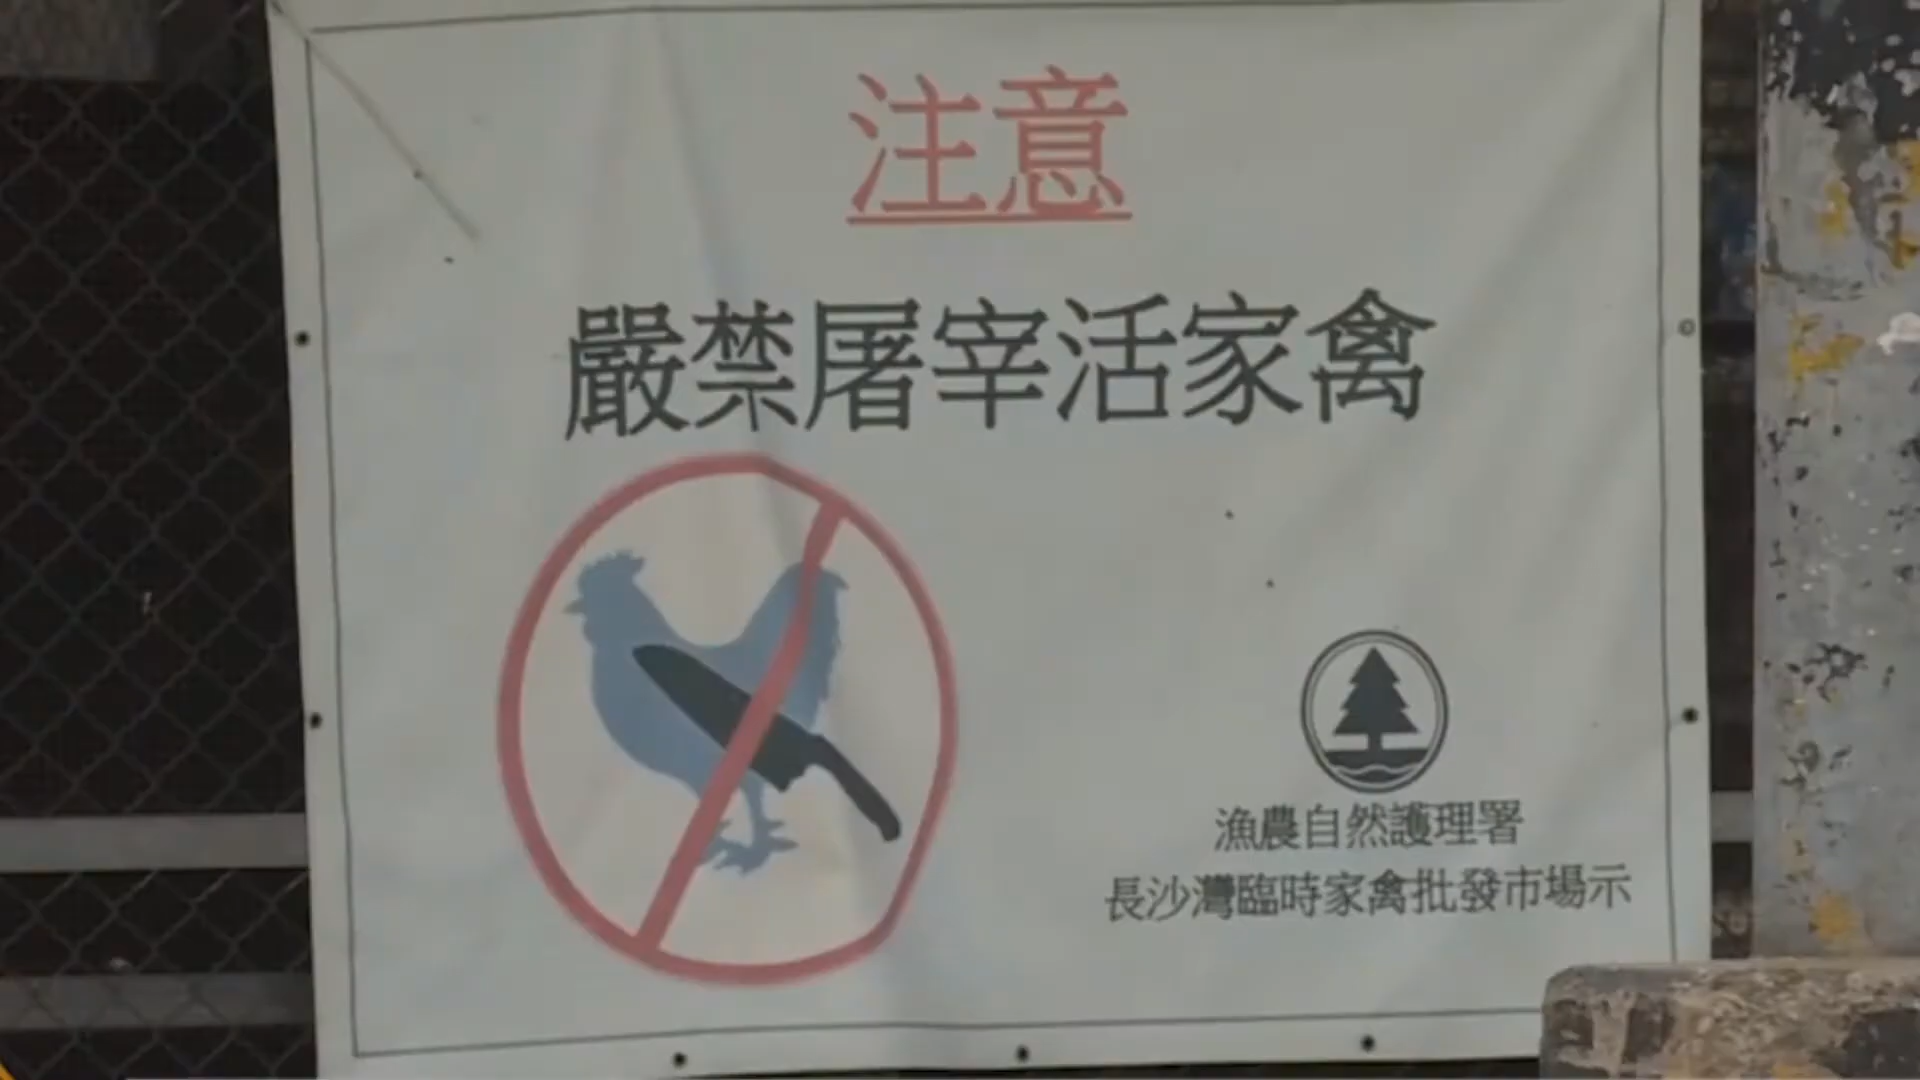 注意
嚴禁屠宰活家禽
漁農自然護理署
長沙灣臨時家禽批發市場示